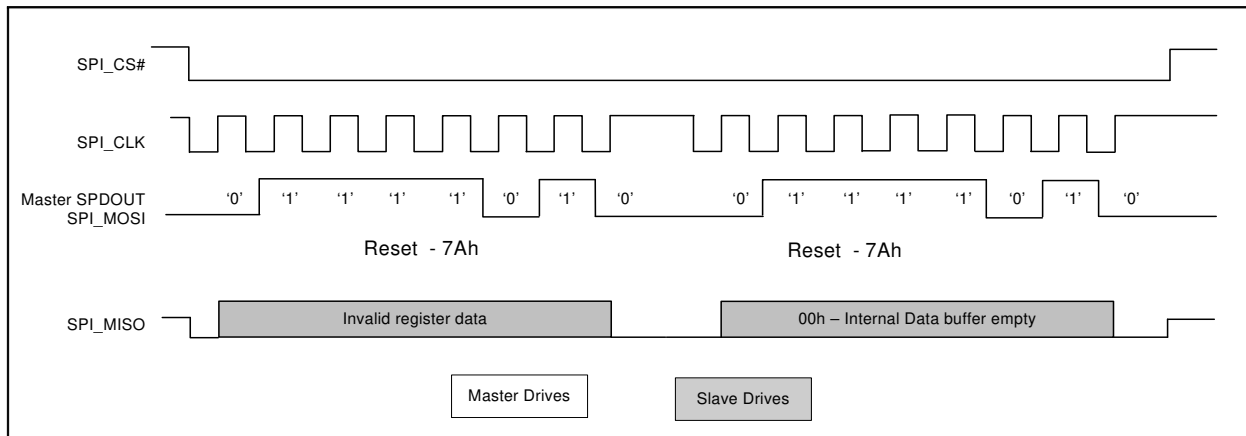 SPI_CS#
SPI_CLK
Master SPDOUT
SPI_MOSI
‘0’ ‘1’ ‘1’ ‘1’ ‘1’ ‘0’ ‘1’ ‘0’ ‘0’ ‘1’ ‘1’ ‘1’ ‘1’ ‘0’ ‘1’ ‘0’
Reset - 7Ah Reset - 7Ah
SPI_MISO Invalid register data 00h – Internal Data buffer empty
Master Drives Slave Drives